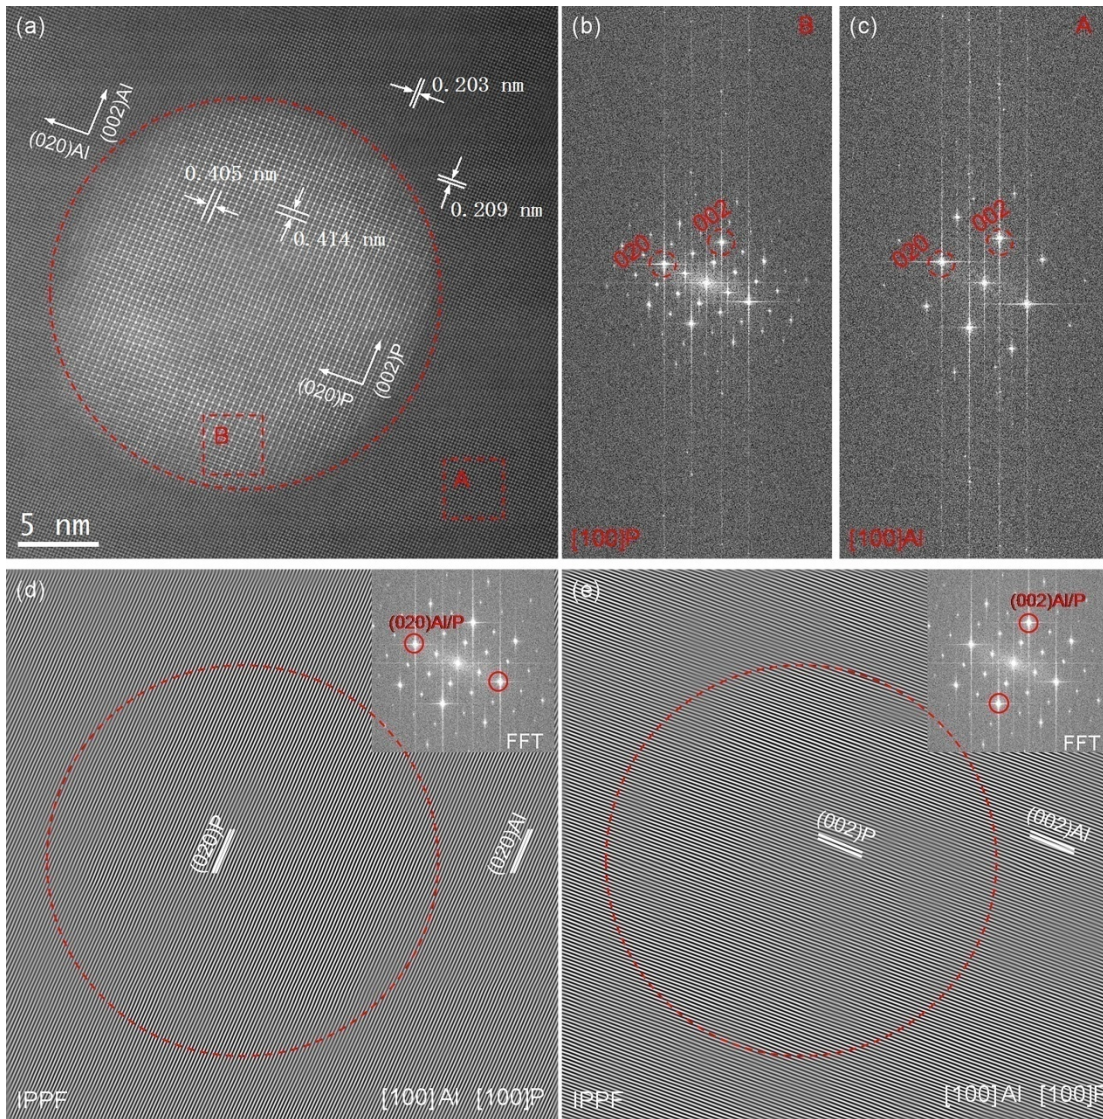 (a)
0.203 nm
(002)Al
(020)Al
0.405 nm
0.209 nm
0.414 nm
(020)P
(002)P
B
A
5 nm
(b)
B
020
002
[100]P
(c)
A
020
002
[100]Al
(d)
(020)Al/P
FFT
(020)P
(020)Al
IPPF
[100]Al [100]P
(e)
(002)Al/P
FFT
(002)P
(002)Al
IPPF
[100]Al [100]P